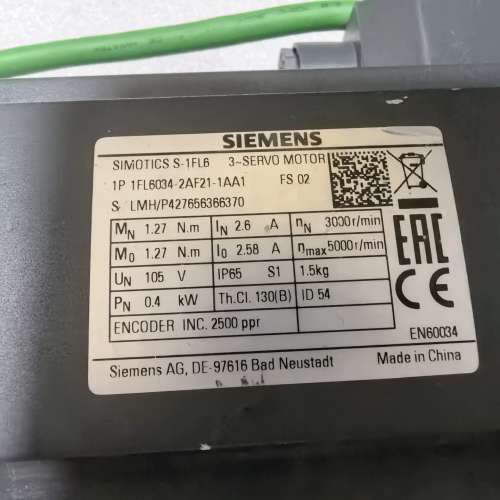 SIEMENS
SIMOTICS S-1FL6 3~SERVO MOTOR
1P 1FL6034-2AF21-1AA1 FS 02
S LMH/P427656366370
MN 1.27 N.m IN 2.6 A nN 3000r/min
M0 1.27 N.m I0 2.58 A nmax5000r/min
UN 105 V IP65 S1 1.5kg
PN 0.4 kW Th.Cl. 130(B) ID 54
ENCODER INC. 2500 ppr
EAC
CE
EN60034
Siemens AG, DE-97616 Bad Neustadt Made in China